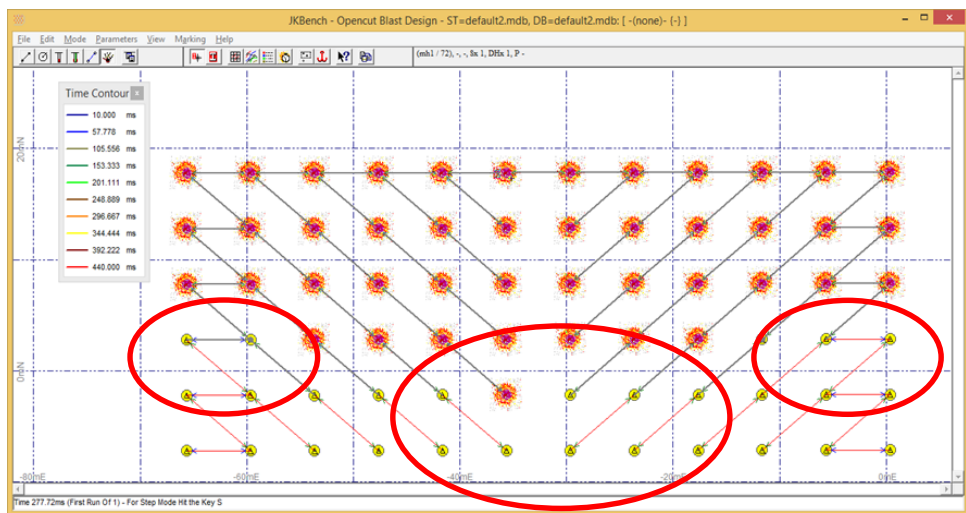 JKBench - Opencut Blast Design - ST=default2.mdb, DB=default2.mdb: [ -(none)- {-} ]
File Edit Mode Parameters View Marking Help
(mh1 / 72), -, -, Sn 1, DHs 1, P -
Time Contour
10.000 ms
57.778 ms
105.556 ms
153.333 ms
201.111 ms
248.889 ms
296.667 ms
344.444 ms
392.222 ms
440.000 ms
20mN
0mN
-80mE -60mE -40mE -20mE 0mE
Time 277.72ms (First Run Of 1) - For Step Mode Hit the Key S